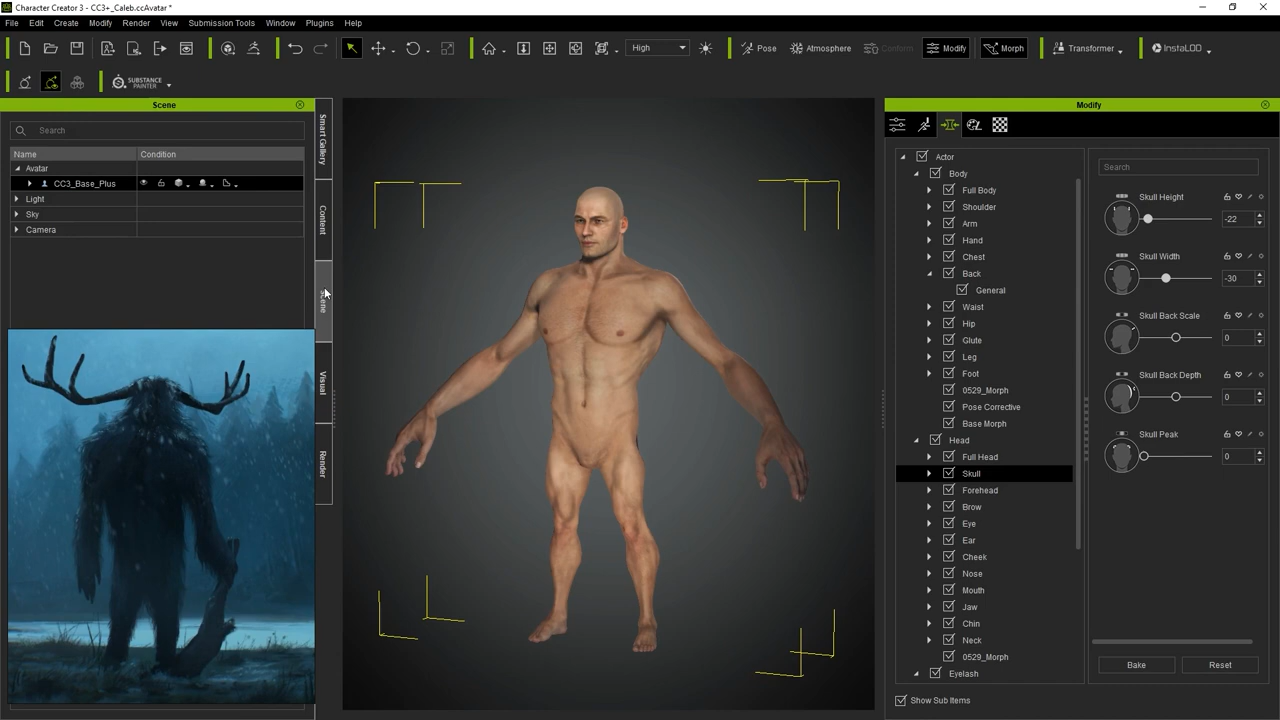 Character Creator 3 - CC3+_Caleb.ccAvatar *
File Edit Create Modify Render View Submission Tools Window Plugins Help
High Pose Atmosphere Conform Modify Morph Transformer InstaLOD
SUBSTANCE
PAINTER
Scene
Search
Name Condition
Avatar
CC3_Base_Plus
Light
Sky
Camera
Smart Gallery
Content
Scene
Visual
Render
Modify
Actor
Body
Full Body
Shoulder
Arm
Hand
Chest
Back
General
Waist
Hip
Glute
Leg
Foot
0529_Morph
Pose Corrective
Base Morph
Head
Full Head
Skull
Forehead
Brow
Eye
Ear
Cheek
Nose
Mouth
Jaw
Chin
Neck
0529_Morph
Eyelash
Show Sub Items
Search
Skull Height
-22
Skull Width
-30
Skull Back Scale
0
Skull Back Depth
0
Skull Peak
0
Bake Reset